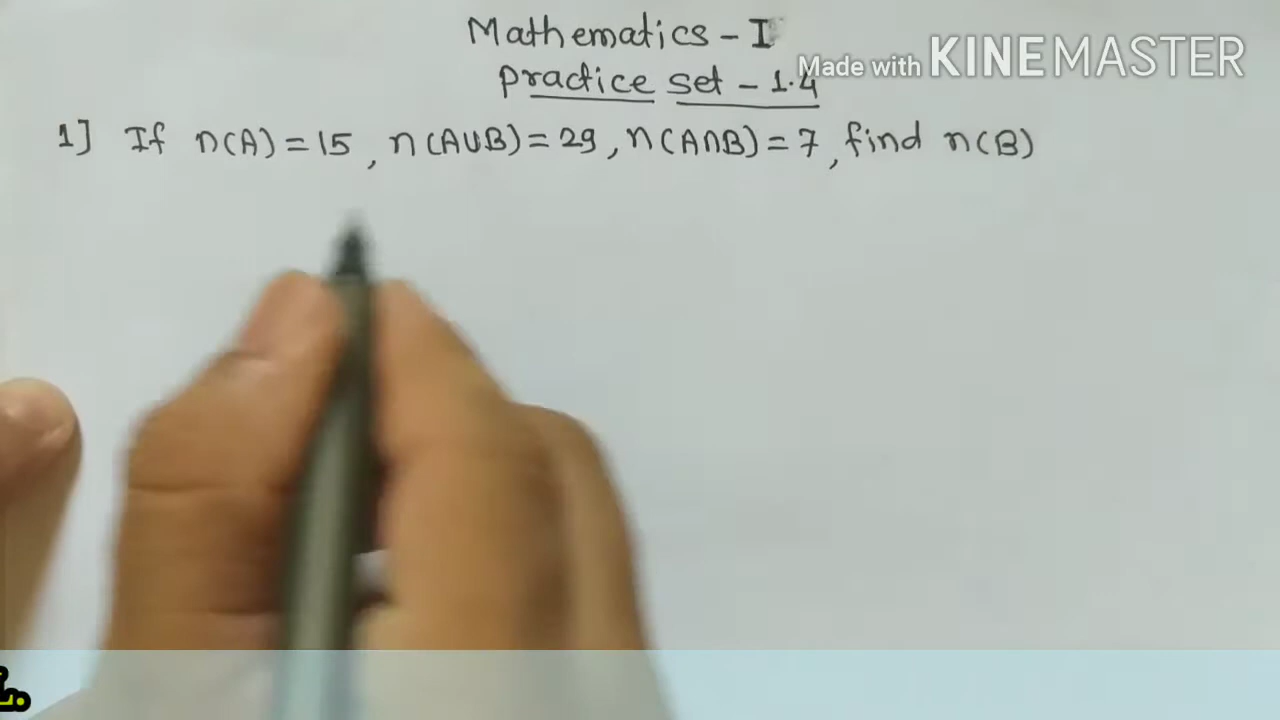 Mathematics - I
Made with KINEMASTER
Practice set - 1.4
1] If n(A) = 15, n(A∪B) = 29, n(A∩B) = 7, find n(B)